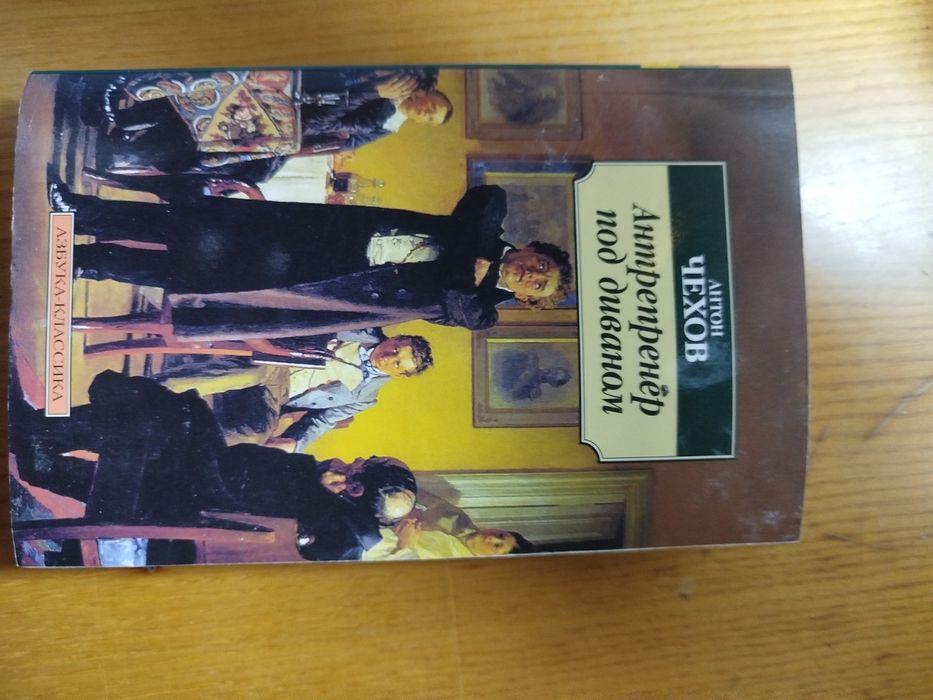 АНТОН
ЧЕХОВ
Антрепренёр
под диваном
АЗБУКА-КЛАССИКА